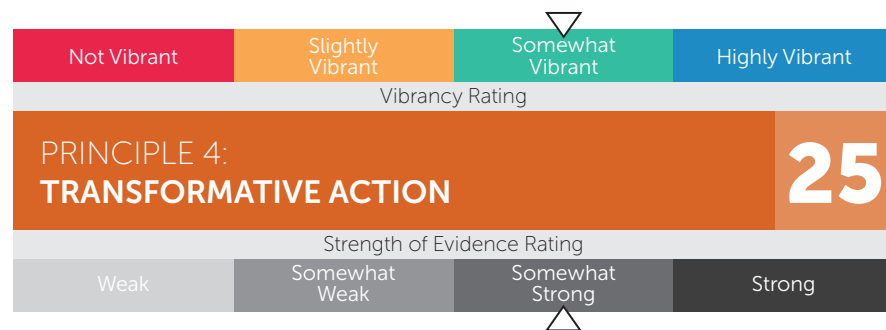 Not Vibrant
Slightly
Vibrant
Somewhat
Vibrant
Highly Vibrant
Vibrancy Rating
PRINCIPLE 4:
TRANSFORMATIVE ACTION
25
Strength of Evidence Rating
Weak
Somewhat
Weak
Somewhat
Strong
Strong